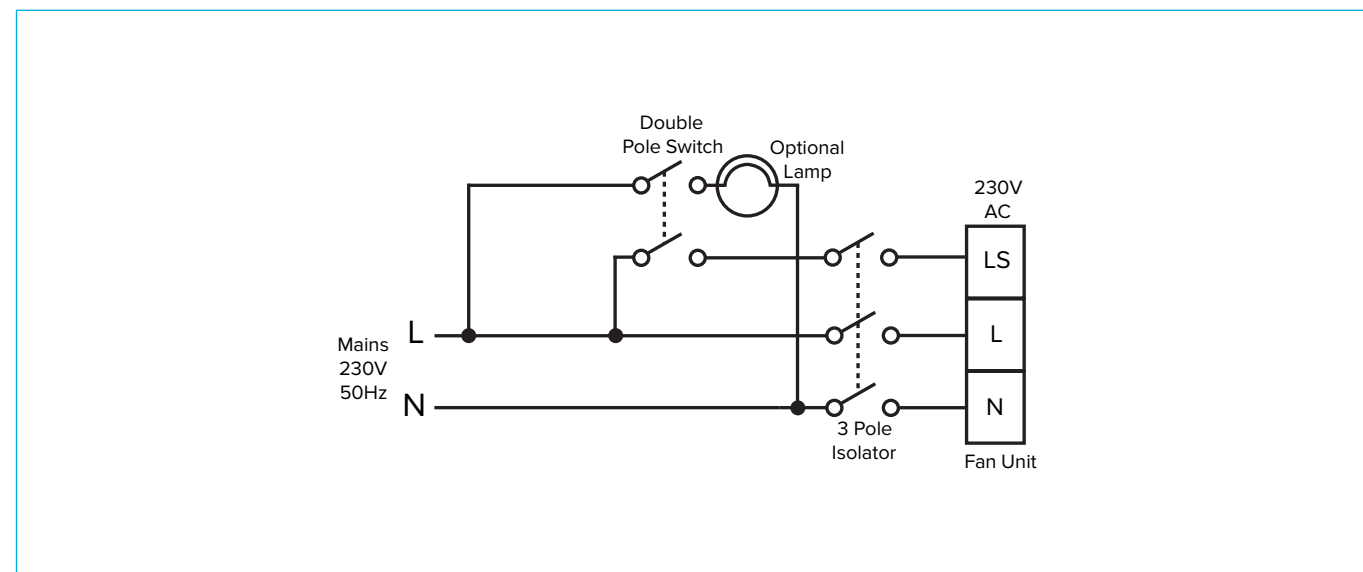 Double
Pole Switch
Optional
Lamp
230V
AC
LS
L
Mains
230V
50Hz
L
N
N
3 Pole
Isolator
Fan Unit